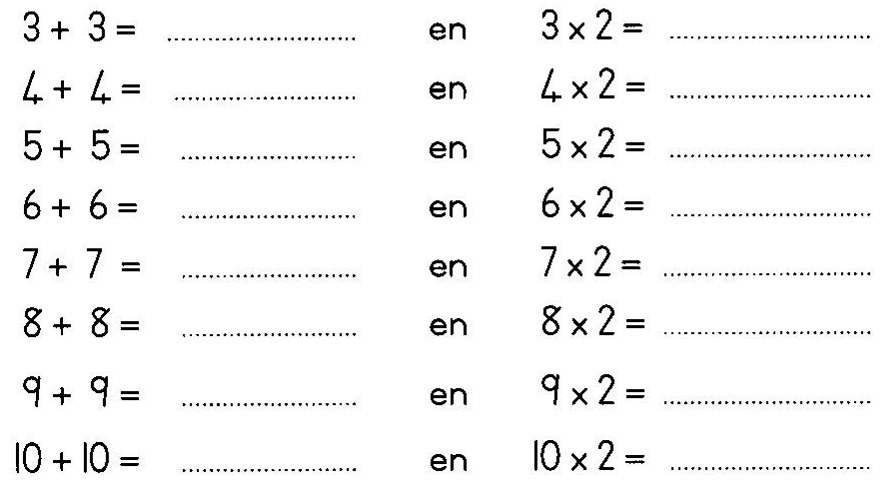 3 + 3 = .......................... en 3 × 2 = ..........................
4 + 4 = .......................... en 4 × 2 = ..........................
5 + 5 = .......................... en 5 × 2 = ..........................
6 + 6 = .......................... en 6 × 2 = ..........................
7 + 7 = .......................... en 7 × 2 = ..........................
8 + 8 = .......................... en 8 × 2 = ..........................
9 + 9 = .......................... en 9 × 2 = ..........................
10 + 10 = .......................... en 10 × 2 = ..........................